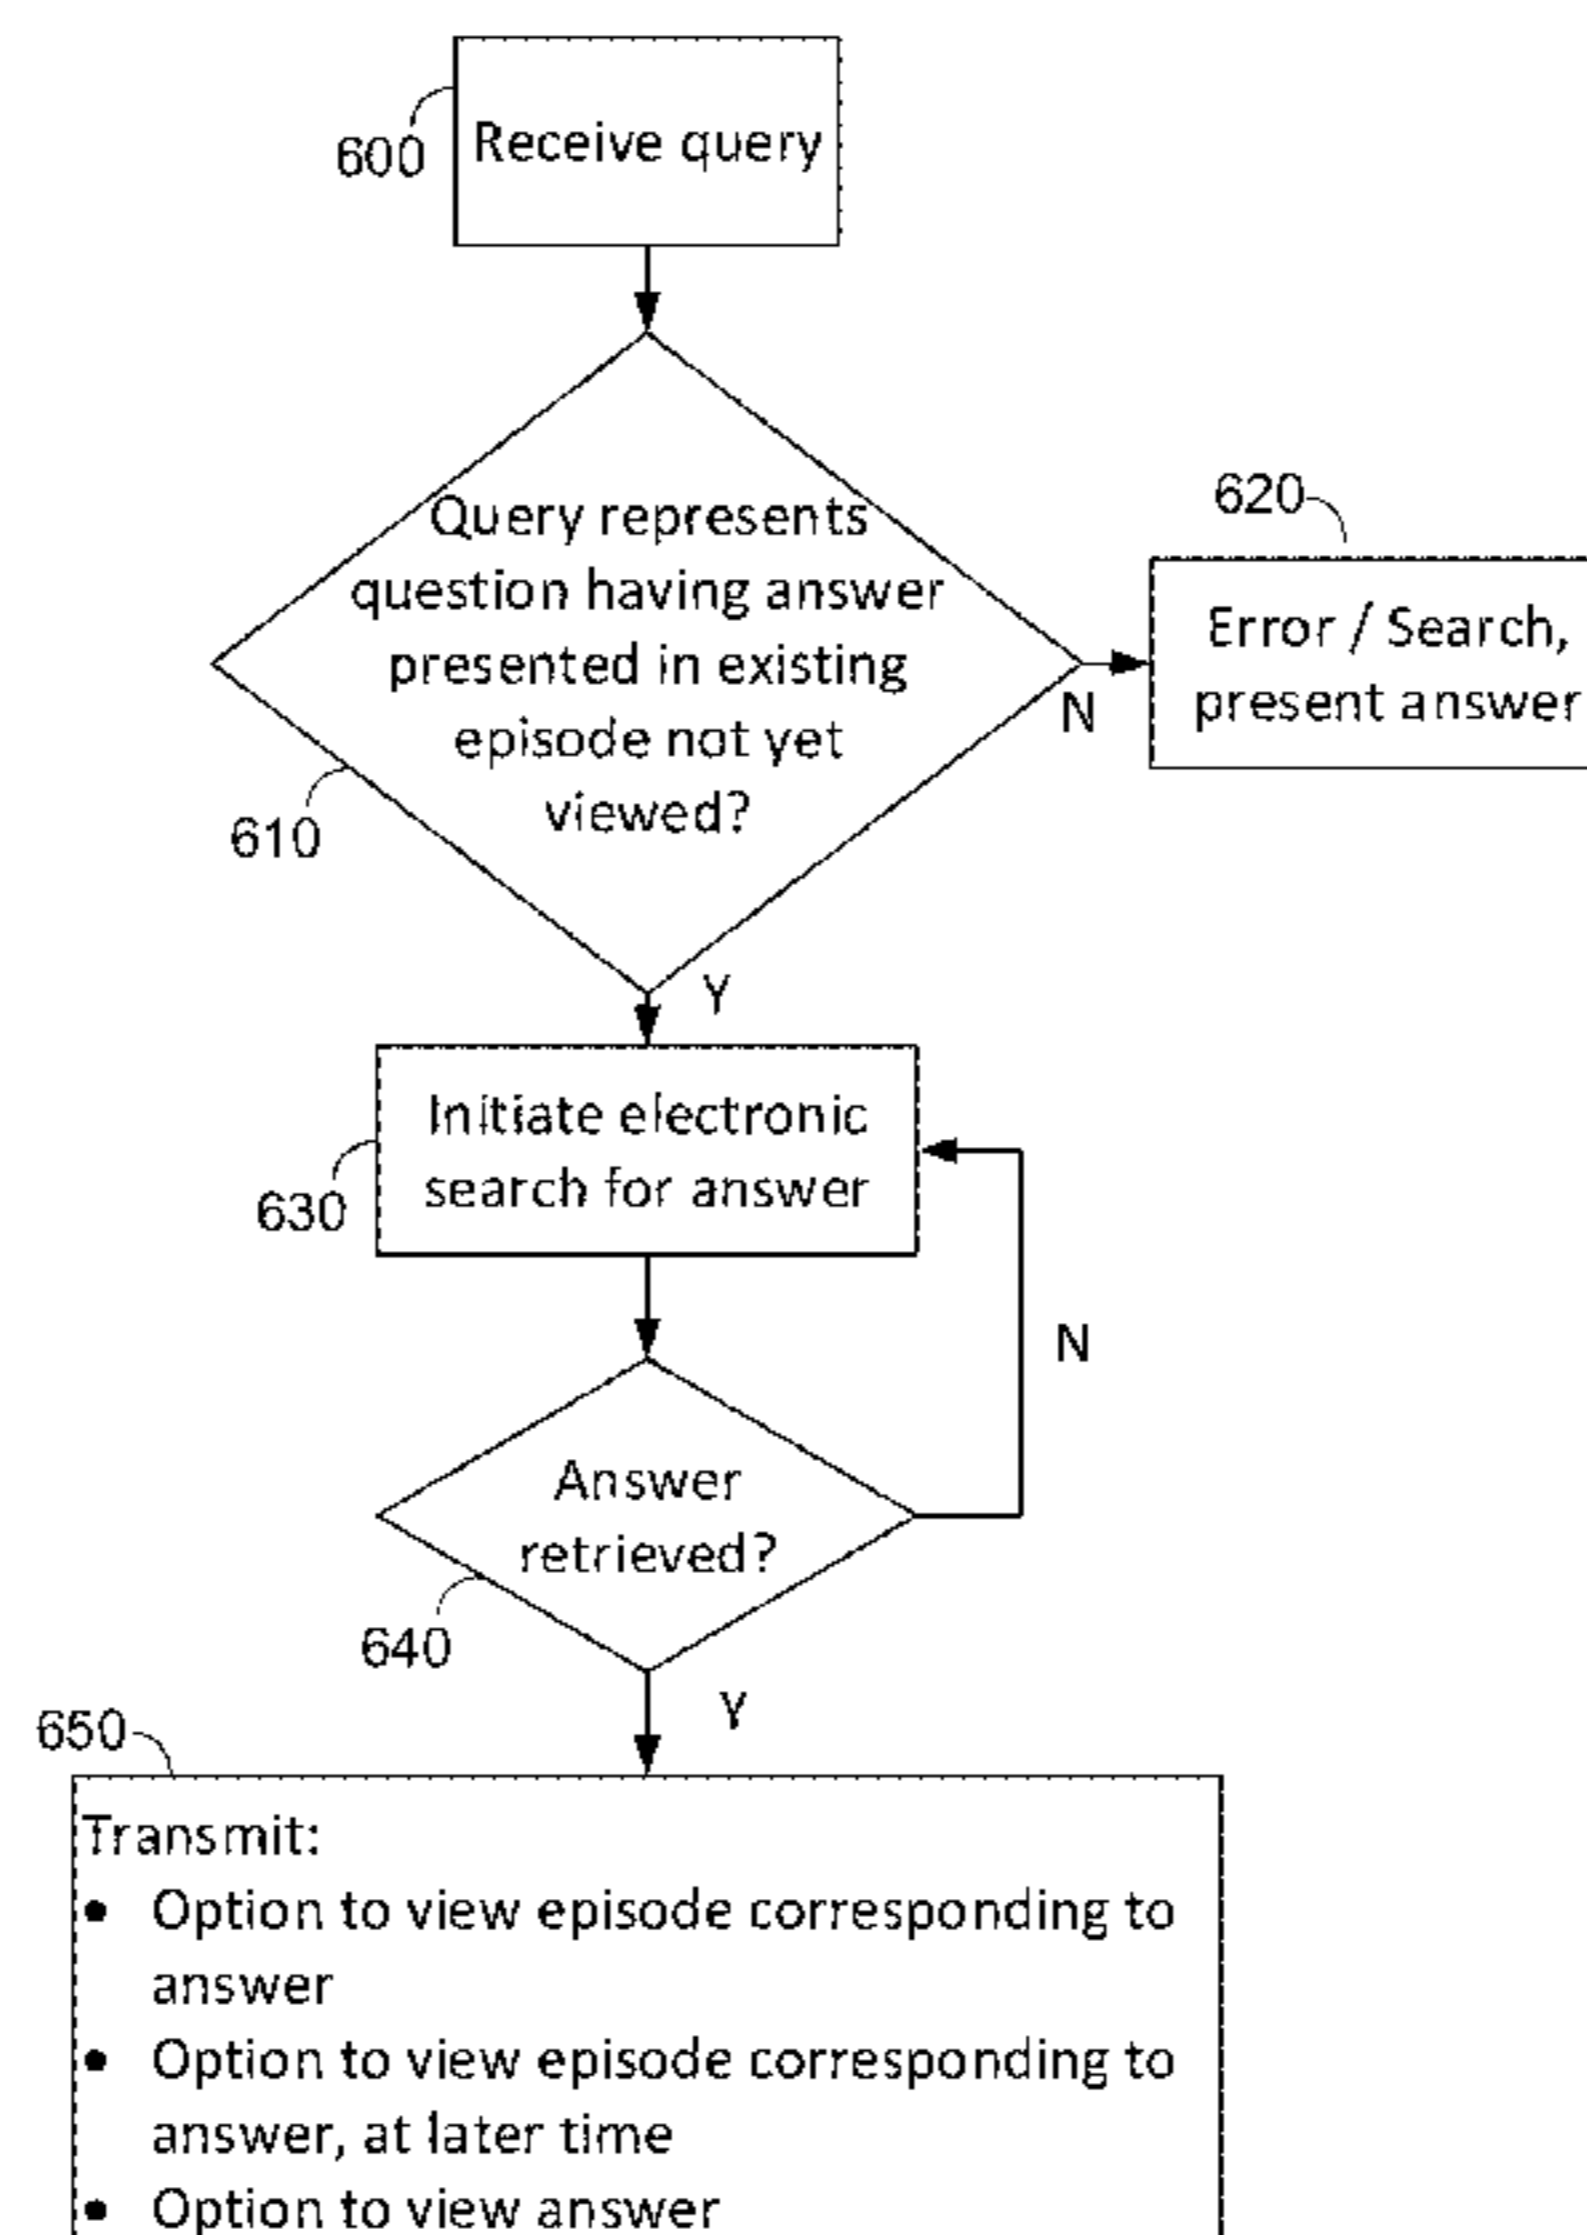 600
Receive query
Query represents
question having answer
presented in existing
episode not yet
viewed?
610
N
620
Error / Search,
present answer
Y
Initiate electronic
search for answer
630
N
Answer
retrieved?
640
Y
650
Transmit:
• Option to view episode corresponding to
answer
• Option to view episode corresponding to
answer, at later time
• Option to view answer